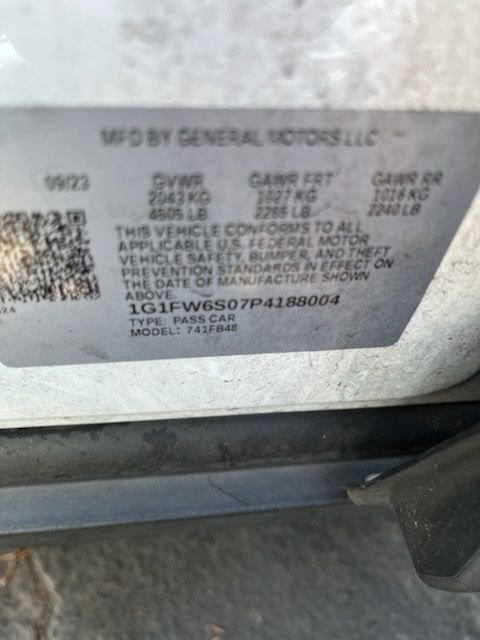 MFD BY GENERAL MOTORS LLC
09/23 GVWR GAWR FRT GAWR RR
2043 KG 1027 KG 1016 KG
4505 LB 2265 LB 2240 LB
THIS VEHICLE CONFORMS TO ALL
APPLICABLE U.S. FEDERAL MOTOR
VEHICLE SAFETY, BUMPER, AND THEFT
PREVENTION STANDARDS IN EFFECT ON
THE DATE OF MANUFACTURE SHOWN
ABOVE.
1G1FW6S07P4188004
TYPE: PASS CAR
MODEL: 741FB48